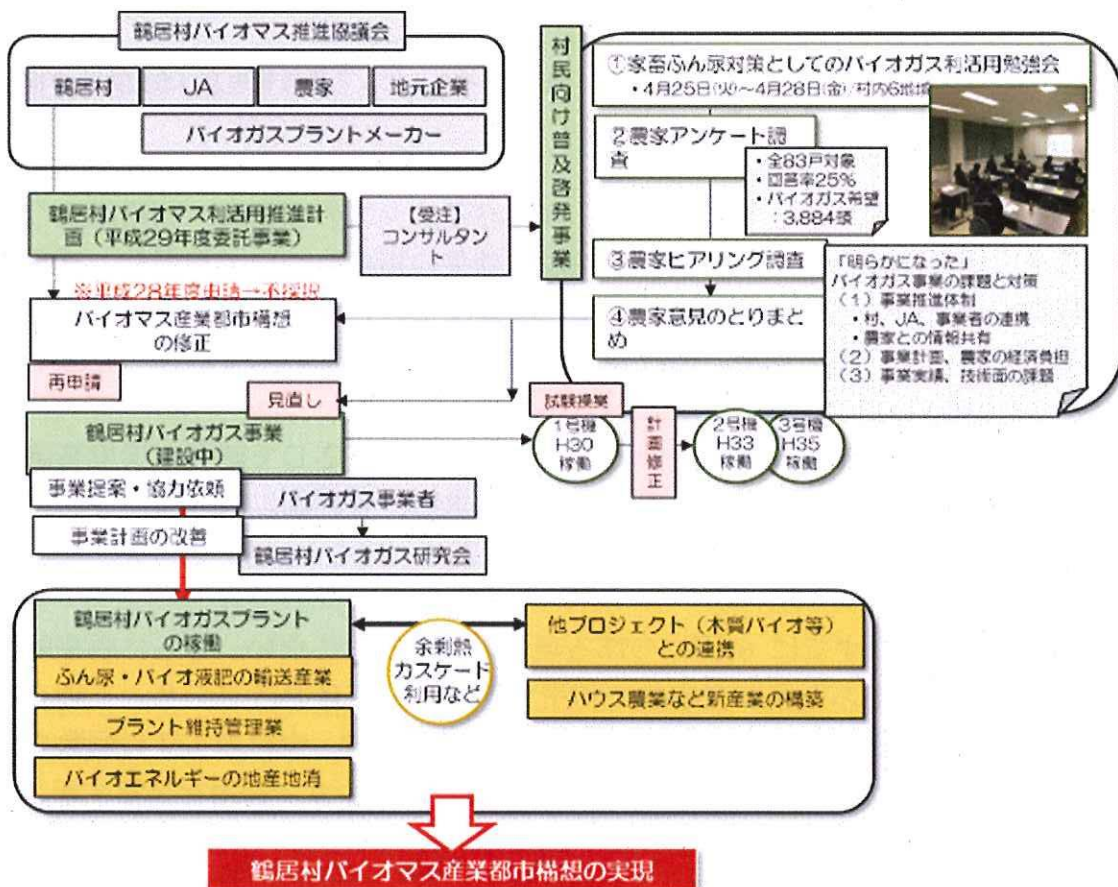 鶴居村バイオマス推進協議会
鶴居村
JA
農家
地元企業
バイオガスプラントメーカー
鶴居村バイオマス利活用推進計
画（平成29年度委託事業）
【受注】
コンサルタン
ト
※平成28年度申請→不採択
バイオマス産業都市構想
の修正
再申請
見直し
鶴居村バイオガス事業
（建設中）
事業提案・協力依頼
事業計画の改善
バイオガス事業者
鶴居村バイオガス研究会
村民向け普及啓発事業
①家畜ふん尿対策としてのバイオガス利活用勉強会
・4月25日(火)～4月28日(金)/村内6地域
②農家アンケート調
査
・全83戸対象
・回答率25%
・バイオガス希望
：3,884頭
③農家ヒアリング調査
④農家意見のとりまと
め
「明らかになった」
バイオガス事業の課題と対策
（1）事業推進体制
・村、JA、事業者の連携
・農家との情報共有
（2）事業計画、農家の経済負担
（3）事業実績、技術面の課題
試験操業
1号機
H30
稼働
計画修正
2号機
H33
稼働
3号機
H35
稼働
鶴居村バイオガスプラント
の稼働
ふん尿・バイオ液肥の輸送産業
プラント維持管理業
バイオエネルギーの地産地消
余剰熱
カスケード
利用など
他プロジェクト（木質バイオ等）
との連携
ハウス農業など新産業の構築
鶴居村バイオマス産業都市構想の実現